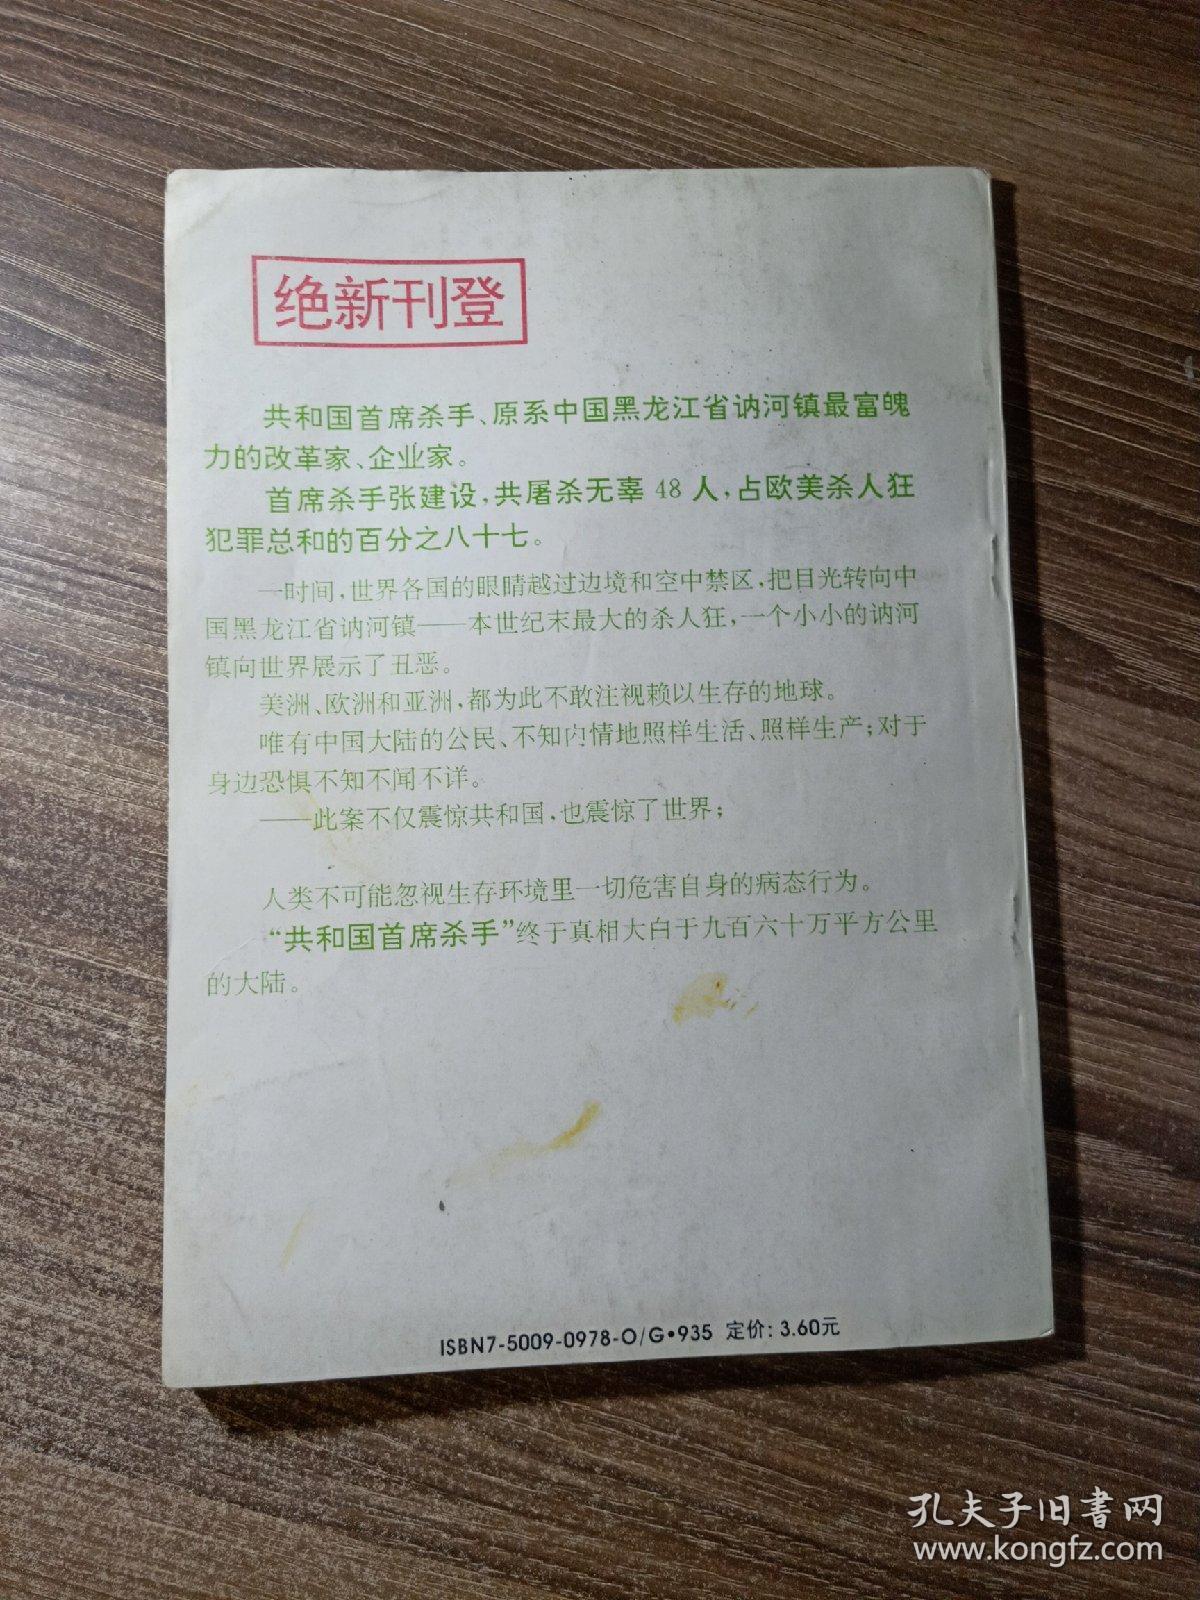 绝新刊登
共和国首席杀手、原系中国黑龙江省讷河镇最富魄
力的改革家、企业家。
首席杀手张建设，共屠杀无辜 48 人，占欧美杀人狂
犯罪总和的百分之八十七。
一时间，世界各国的眼睛越过边境和空中禁区，把目光转向中
国黑龙江省讷河镇——本世纪末最大的杀人狂，一个小小的讷河
镇向世界展示了丑恶。
美洲、欧洲和亚洲，都为此不敢注视赖以生存的地球。
唯有中国大陆的公民、不知内情地照样生活、照样生产；对于
身边恐惧不知不闻不详。
——此案不仅震惊共和国，也震惊了世界；
人类不可能忽视生存环境里一切危害自身的病态行为。
“共和国首席杀手”终于真相大白于九百六十万平方公里
的大陆。
ISBN7-5009-0978-O/G•935 定价: 3.60元
孔夫子旧书网
www.kongfz.com